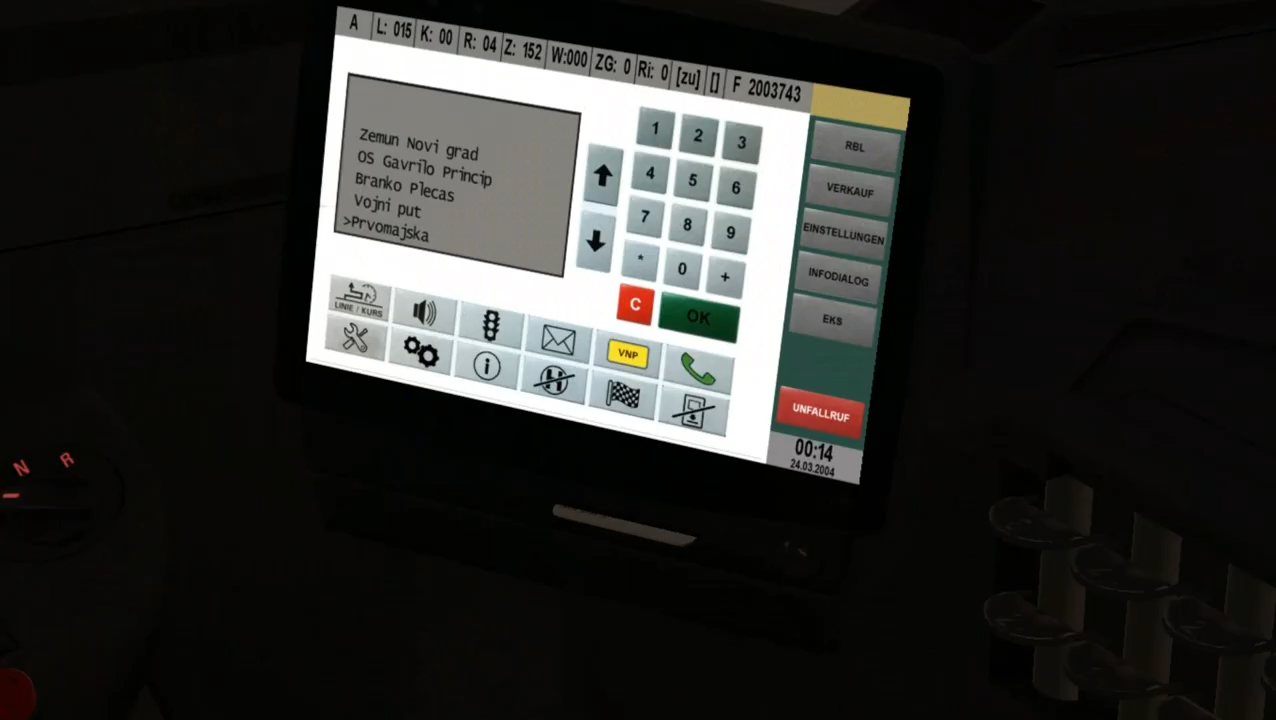 A L: 015 K: 00 R: 04 Z: 152 W:000 ZG: 0 Ri: 0 [zu] [] F 2003743
Zemun Novi grad
OS Gavrilo Princip
Branko Plecas
Vojni put
>Prvomajska
1 2 3
4 5 6
7 8 9
* 0 +
C OK
LINIE / KURS
VNP
i
H
RBL
VERKAUF
EINSTELLUNGEN
INFODIALOG
EKS
UNFALLRUF
00:14
24.03.2004
N R